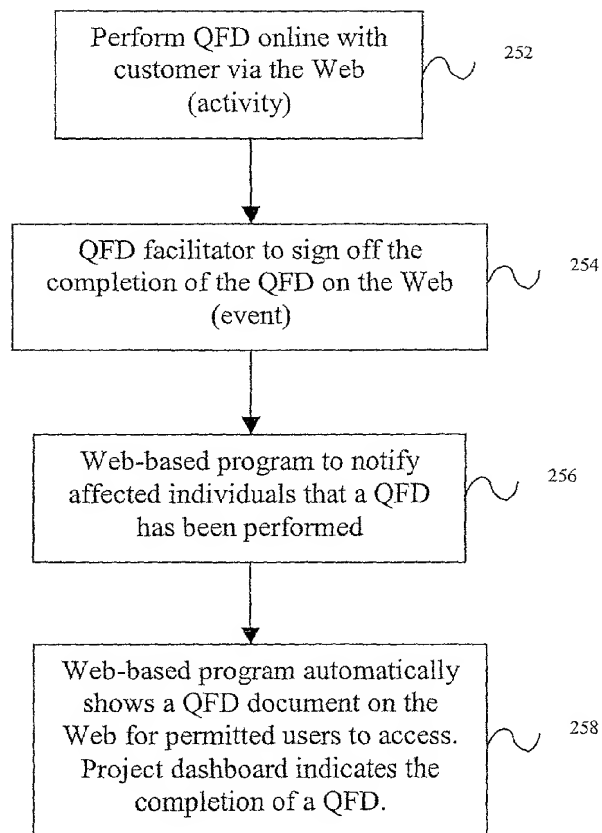 Perform QFD online with
customer via the Web
(activity)
252
QFD facilitator to sign off the
completion of the QFD on the Web
(event)
254
Web-based program to notify
affected individuals that a QFD
has been performed
256
Web-based program automatically
shows a QFD document on the
Web for permitted users to access.
Project dashboard indicates the
completion of a QFD.
258